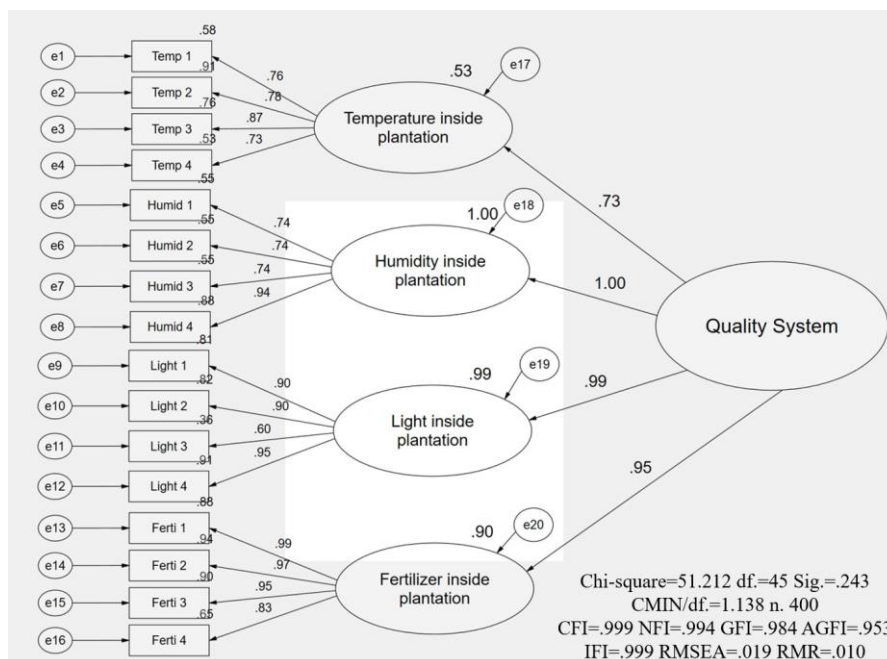 .58
e1 Temp 1
.91
e2 Temp 2
.76
e3 Temp 3
.53
e4 Temp 4
.55
.76
.78
.87
.73
.53
e17
Temperature inside
plantation
e5 Humid 1
.55
e6 Humid 2
.55
e7 Humid 3
.88
e8 Humid 4
.81
.74
.74
.74
.94
1.00
e18
Humidity inside
plantation
e9 Light 1
.82
e10 Light 2
.36
e11 Light 3
.91
e12 Light 4
.88
.90
.90
.60
.95
.99
e19
Light inside
plantation
e13 Ferti 1
.94
e14 Ferti 2
.90
e15 Ferti 3
.65
e16 Ferti 4
.99
.97
.95
.83
.90
e20
Fertilizer inside
plantation
.73
1.00
.99
.95
Quality System
Chi-square=51.212 df.=45 Sig.=.243
CMIN/df.=1.138 n. 400
CFI=.999 NFI=.994 GFI=.984 AGFI=.953
IFI=.999 RMSEA=.019 RMR=.010